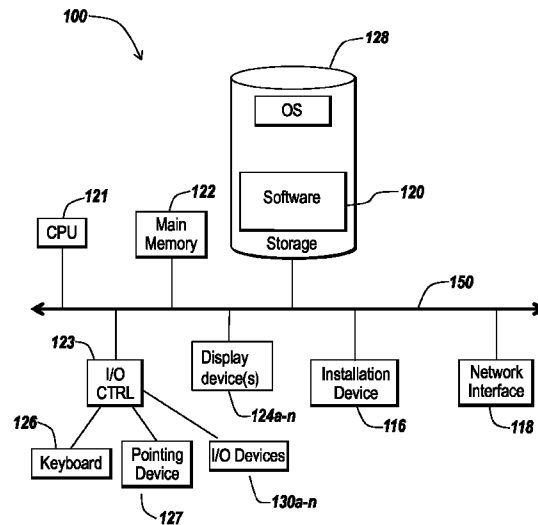 100
128
OS
Software
120
Storage
121
CPU
122
Main
Memory
150
123
I/O
CTRL
Display
device(s)
124a-n
Installation
Device
116
Network
Interface
118
126
Keyboard
Pointing
Device
127
I/O Devices
130a-n